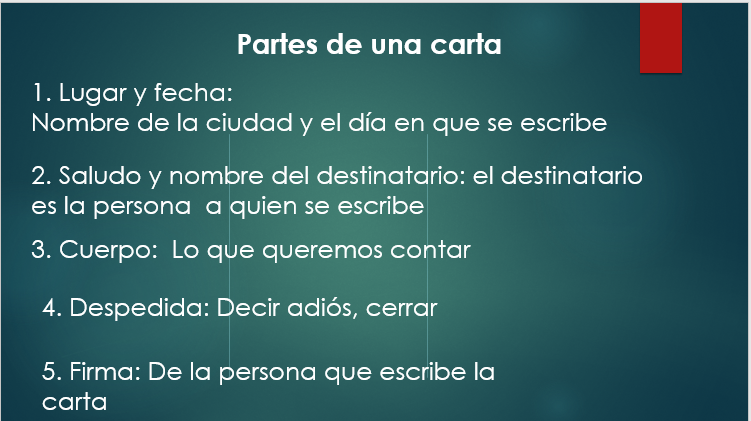 Partes de una carta
1. Lugar y fecha:
Nombre de la ciudad y el día en que se escribe
2. Saludo y nombre del destinatario: el destinatario
es la persona  a quien se escribe
3. Cuerpo:  Lo que queremos contar
4. Despedida: Decir adiós, cerrar
5. Firma: De la persona que escribe la
carta